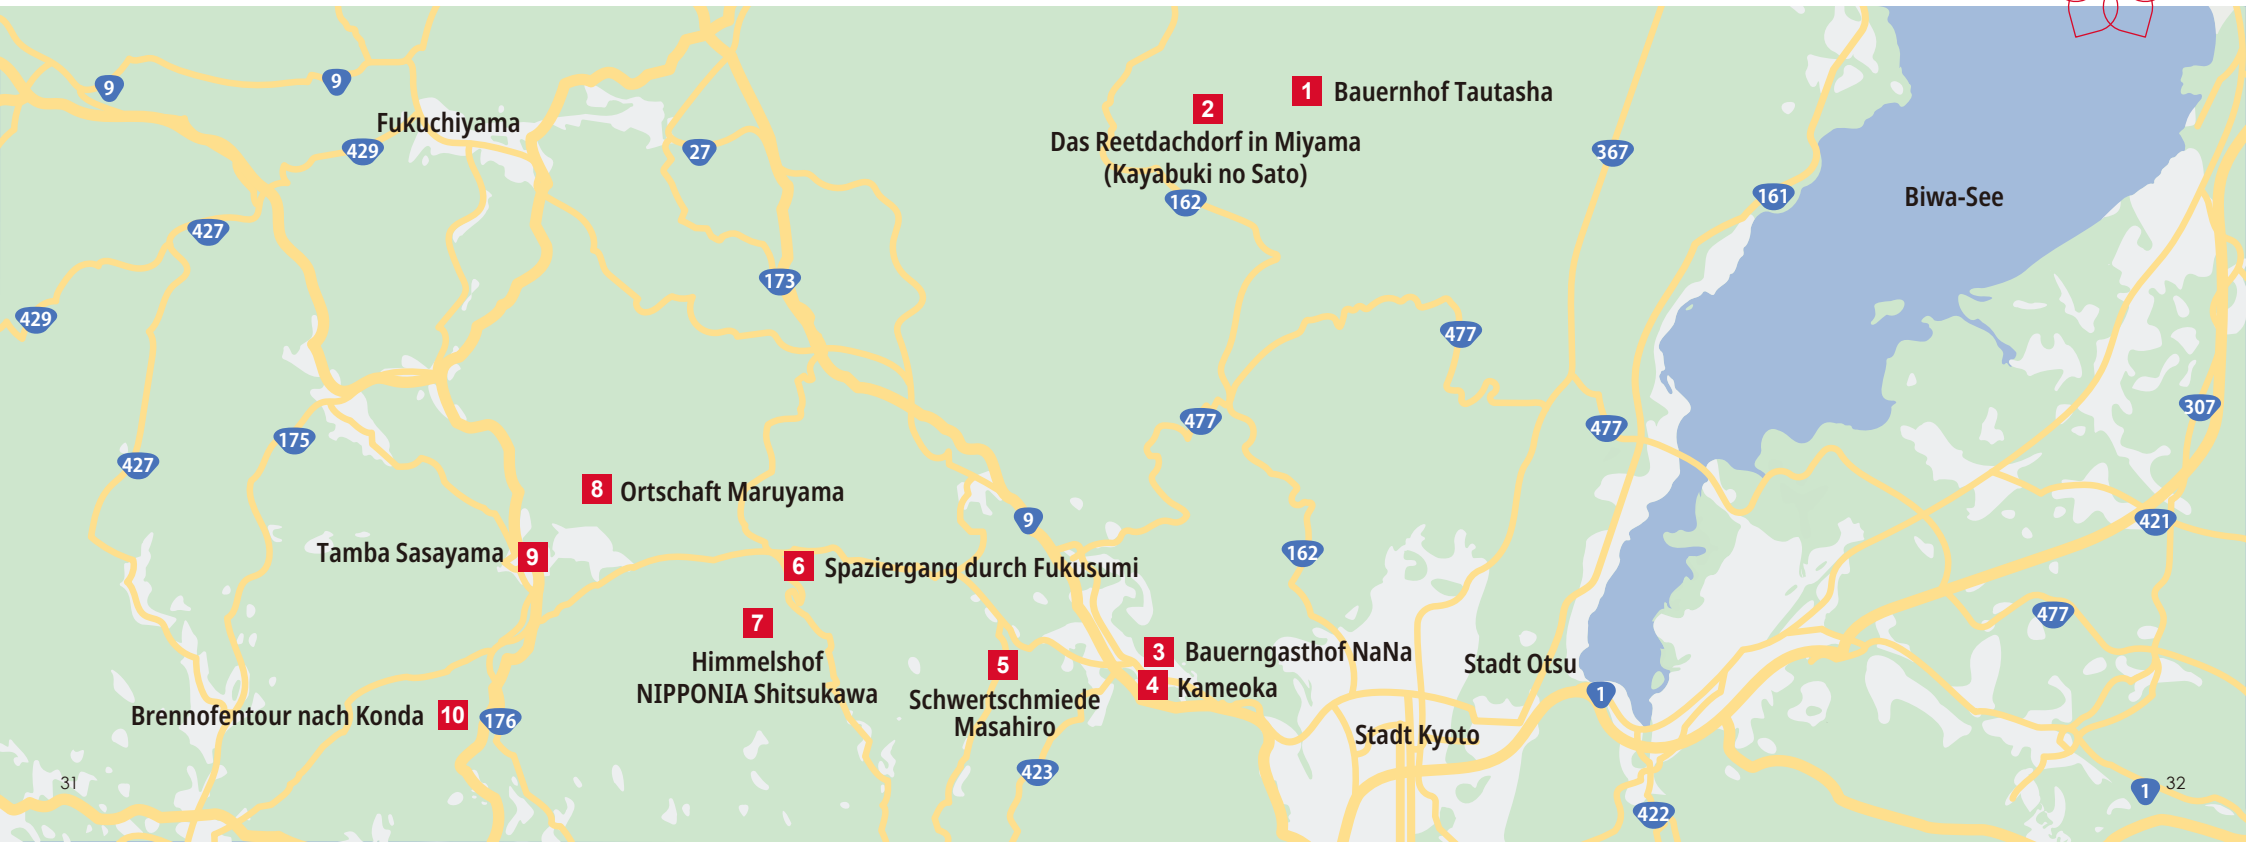 9
9
1 Bauernhof Tautasha
2
Das Reetdachdorf in Miyama
(Kayabuki no Sato)
Fukuchiyama
429
27
367
162
161
Biwa-See
427
173
429
477
307
477
477
175
427
8 Ortschaft Maruyama
9
421
162
Tamba Sasayama 9
6 Spaziergang durch Fukusumi
477
7
Himmelshof
NIPPONIA Shitsukawa
3 Bauerngasthof NaNa
4 Kameoka
5
Schwertschmiede
Masahiro
Stadt Otsu
1
Brennofentour nach Konda 10
176
Stadt Kyoto
423
31
1
32
422